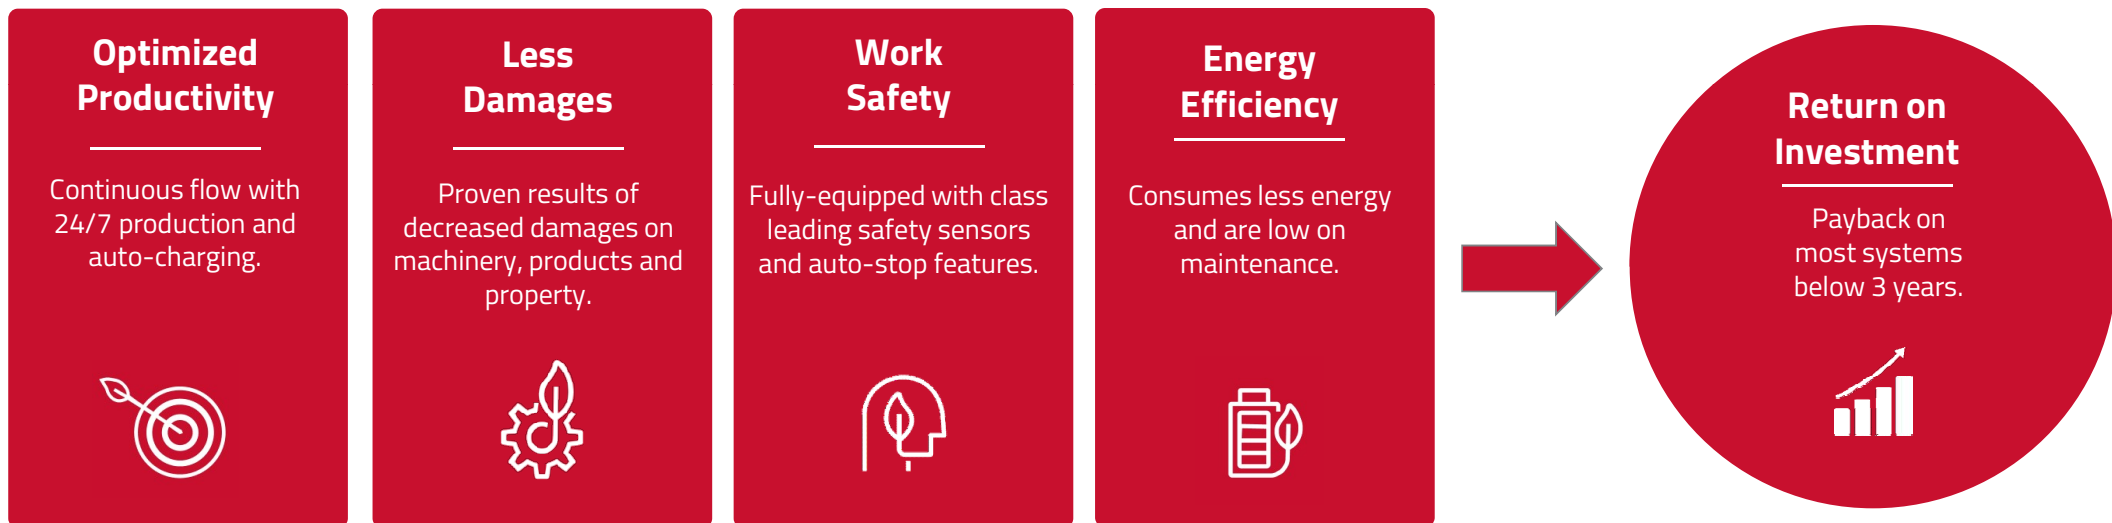 Optimized
Productivity
Continuous flow with
24/7 production and
auto-charging.
Less
Damages
Proven results of
decreased damages on
machinery, products and
property.
Work
Safety
Fully-equipped with class
leading safety sensors
and auto-stop features.
Energy
Efficiency
Consumes less energy
and are low on
maintenance.
Return on
Investment
Payback on
most systems
below 3 years.